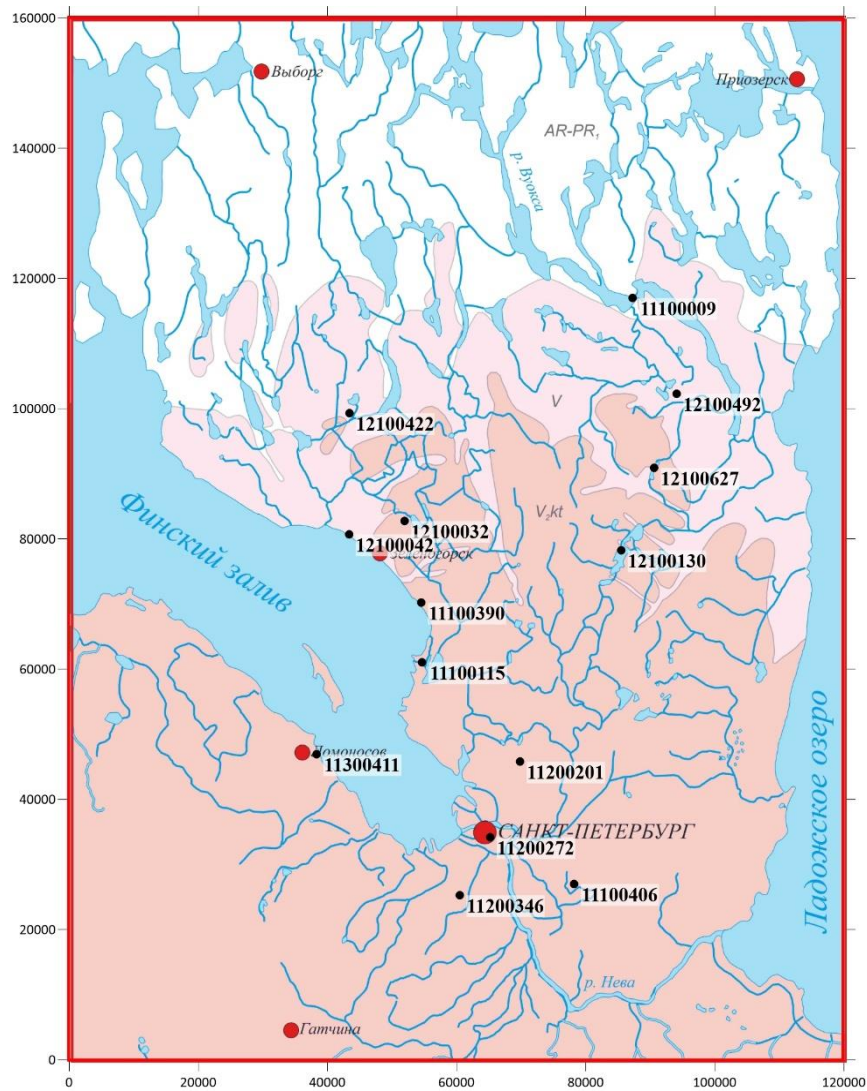 160000
Выборг
Приозерск
AR-PR₁
140000
р. Вуокса
120000
11100009
12100492
100000
12100422
V
12100627
V₂kt
Финский залив
80000
12100032
12100042
Зеленогорск
12100130
11100390
60000
11100115
Ладожское озеро
Ломоносов
11300411
11200201
40000
САНКТ-ПЕТЕРБУРГ
11200272
11100406
11200346
20000
р. Нева
Гатчина
0
0
20000
40000
60000
80000
100000
120000